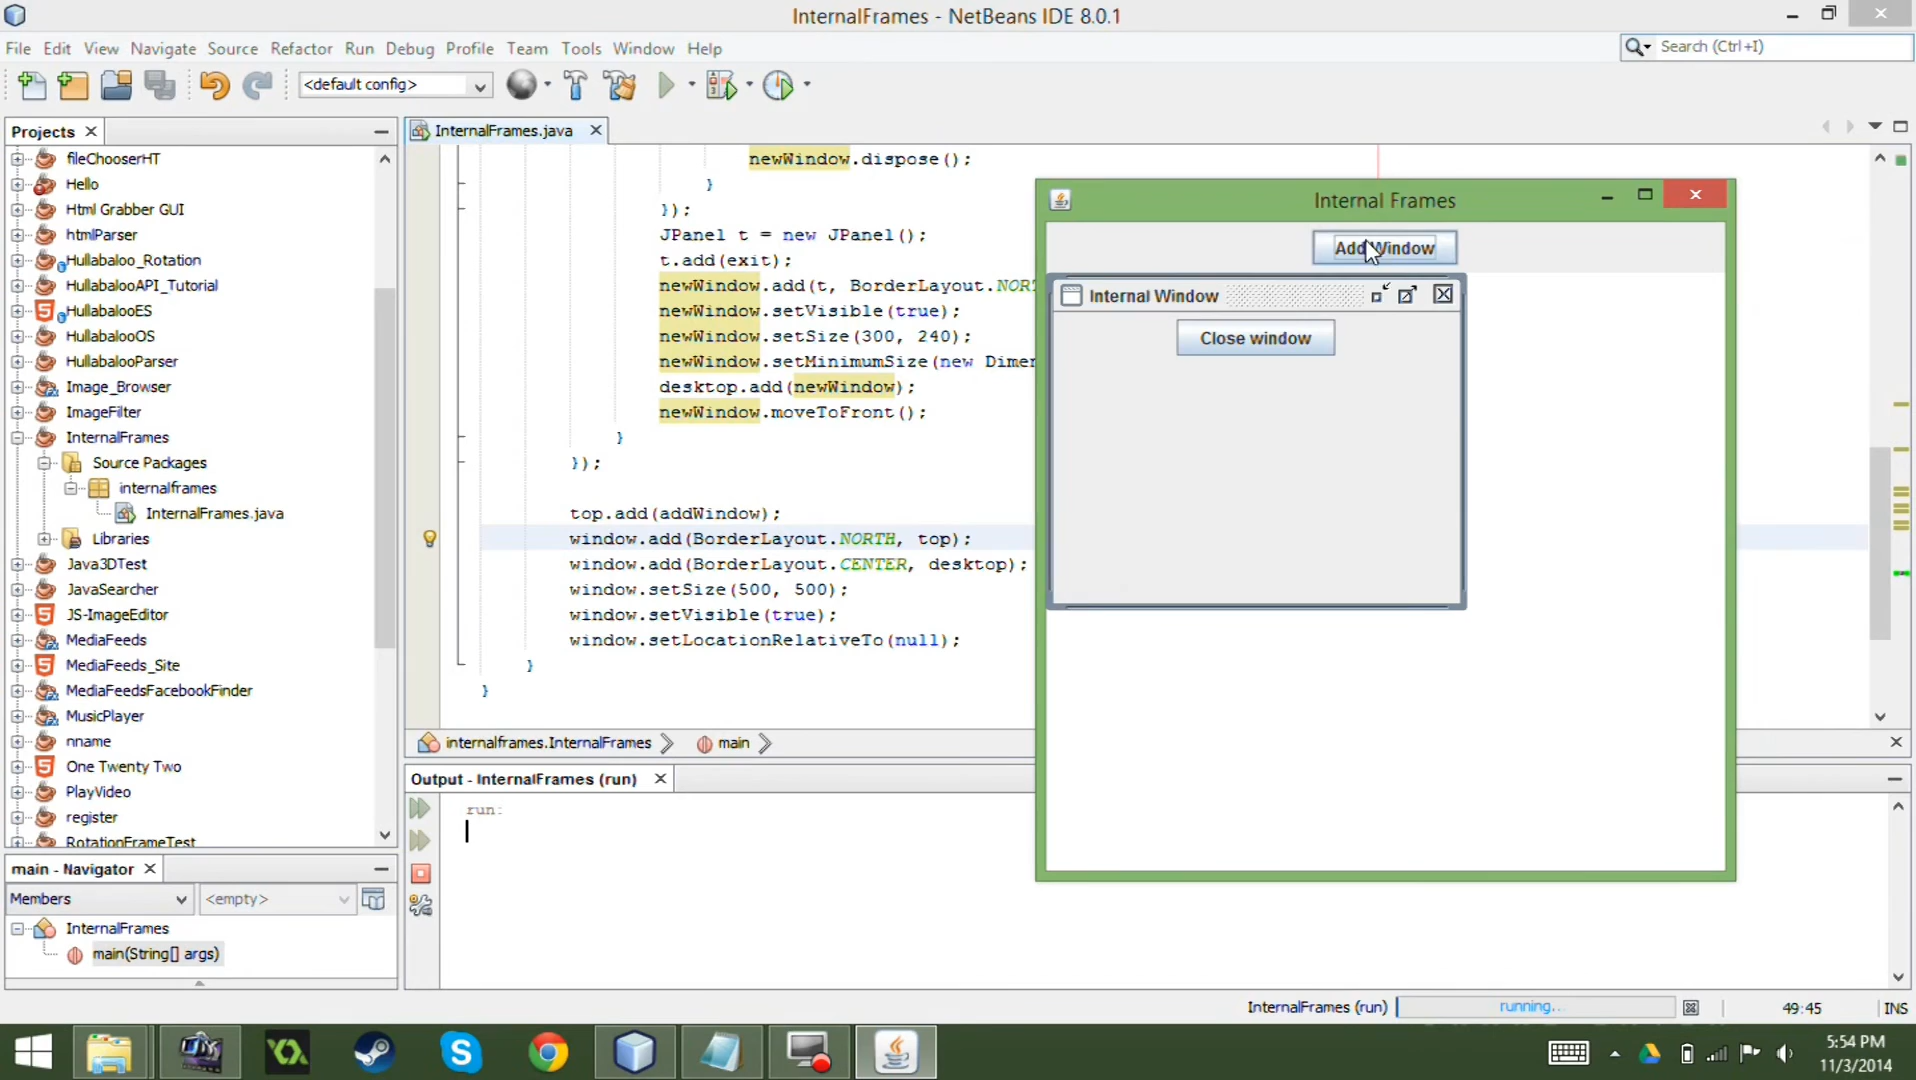 InternalFrames - NetBeans IDE 8.0.1
File Edit View Navigate Source Refactor Run Debug Profile Team Tools Window Help
Search (Ctrl+I)
<default config>
Projects
InternalFrames.java
fileChooserHT
Hello
Html Grabber GUI
htmlParser
Hullabaloo_Rotation
HullabalooAPI_Tutorial
HullabalooES
HullabalooOS
HullabalooParser
Image_Browser
ImageFilter
InternalFrames
Source Packages
internalframes
InternalFrames.java
Libraries
Java3DTest
JavaSearcher
JS-ImageEditor
MediaFeeds
MediaFeeds_Site
MediaFeedsFacebookFinder
MusicPlayer
nname
One Twenty Two
PlayVideo
register
RotationFrameTest
newWindow.dispose();
}
});
JPanel t = new JPanel();
t.add(exit);
newWindow.add(t, BorderLayout.NORT
newWindow.setVisible(true);
newWindow.setSize(300, 240);
newWindow.setMinimumSize(new Dimen
desktop.add(newWindow);
newWindow.moveToFront();
}
});
top.add(addWindow);
window.add(BorderLayout.NORTH, top);
window.add(BorderLayout.CENTER, desktop);
window.setSize(500, 500);
window.setVisible(true);
window.setLocationRelativeTo(null);
}
}
internalframes.InternalFrames
main
Internal Frames
Add Window
Internal Window
Close window
Output - InternalFrames (run)
run:
main - Navigator
Members
<empty>
InternalFrames
main(String[] args)
InternalFrames (run)
running...
49:45
INS
5:54 PM
11/3/2014